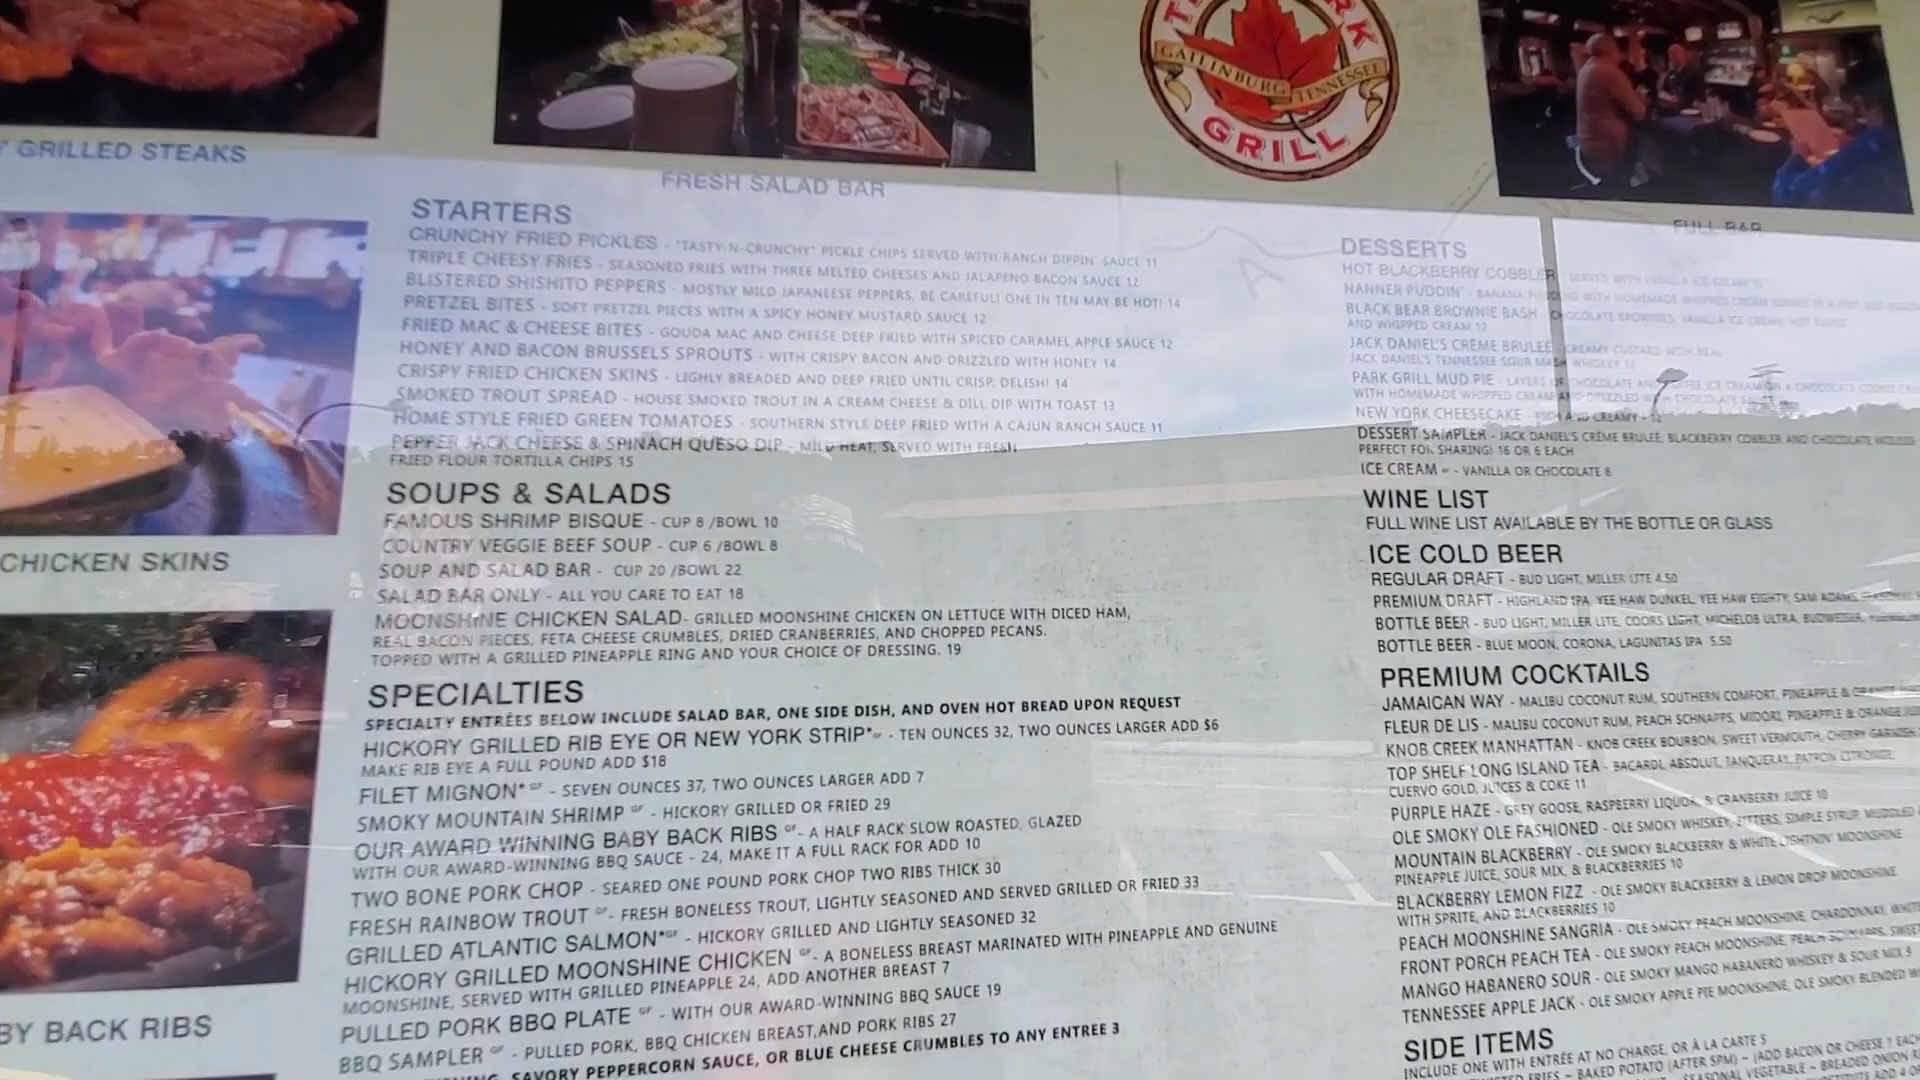 GRILLED STEAKS
FRESH SALAD BAR
GATLINBURG TENNESSEE
GRILL
FULL BAR
CHICKEN SKINS
BY BACK RIBS
STARTERS
CRUNCHY FRIED PICKLES - "TASTY-N-CRUNCHY" PICKLE CHIPS SERVED WITH RANCH DIPPIN' SAUCE 11
TRIPLE CHEESY FRIES - SEASONED FRIES WITH THREE MELTED CHEESES AND JALAPENO BACON SAUCE 12
BLISTERED SHISHITO PEPPERS - MOSTLY MILD JAPANEESE PEPPERS, BE CAREFUL! ONE IN TEN MAY BE HOT! 14
PRETZEL BITES - SOFT PRETZEL PIECES WITH A SPICY HONEY MUSTARD SAUCE 12
FRIED MAC & CHEESE BITES - GOUDA MAC AND CHEESE DEEP FRIED WITH SPICED CARAMEL APPLE SAUCE 12
HONEY AND BACON BRUSSELS SPROUTS - WITH CRISPY BACON AND DRIZZLED WITH HONEY 14
CRISPY FRIED CHICKEN SKINS - LIGHLY BREADED AND DEEP FRIED UNTIL CRISP, DELISH! 14
SMOKED TROUT SPREAD - HOUSE SMOKED TROUT IN A CREAM CHEESE & DILL DIP WITH TOAST 13
HOME STYLE FRIED GREEN TOMATOES - SOUTHERN STYLE DEEP FRIED WITH A CAJUN RANCH SAUCE 11
PEPPER JACK CHEESE & SPINACH QUESO DIP - MILD HEAT, SERVED WITH FRESH
FRIED FLOUR TORTILLA CHIPS 15
SOUPS & SALADS
FAMOUS SHRIMP BISQUE - CUP 8 /BOWL 10
COUNTRY VEGGIE BEEF SOUP - CUP 6 /BOWL 8
SOUP AND SALAD BAR - CUP 20 /BOWL 22
SALAD BAR ONLY - ALL YOU CARE TO EAT 18
MOONSHINE CHICKEN SALAD- GRILLED MOONSHINE CHICKEN ON LETTUCE WITH DICED HAM,
REAL BACON PIECES, FETA CHEESE CRUMBLES, DRIED CRANBERRIES, AND CHOPPED PECANS.
TOPPED WITH A GRILLED PINEAPPLE RING AND YOUR CHOICE OF DRESSING. 19
SPECIALTIES
SPECIALTY ENTRÉES BELOW INCLUDE SALAD BAR, ONE SIDE DISH, AND OVEN HOT BREAD UPON REQUEST
HICKORY GRILLED RIB EYE OR NEW YORK STRIP* GF - TEN OUNCES 32, TWO OUNCES LARGER ADD $6
MAKE RIB EYE A FULL POUND ADD $18
FILET MIGNON* GF - SEVEN OUNCES 37, TWO OUNCES LARGER ADD 7
SMOKY MOUNTAIN SHRIMP GF - HICKORY GRILLED OR FRIED 29
OUR AWARD WINNING BABY BACK RIBS GF - A HALF RACK SLOW ROASTED, GLAZED
WITH OUR AWARD-WINNING BBQ SAUCE - 24, MAKE IT A FULL RACK FOR ADD 10
TWO BONE PORK CHOP - SEARED ONE POUND PORK CHOP TWO RIBS THICK 30
FRESH RAINBOW TROUT GF - FRESH BONELESS TROUT, LIGHTLY SEASONED AND SERVED GRILLED OR FRIED 33
GRILLED ATLANTIC SALMON* GF - HICKORY GRILLED AND LIGHTLY SEASONED 32
HICKORY GRILLED MOONSHINE CHICKEN GF - A BONELESS BREAST MARINATED WITH PINEAPPLE AND GENUINE
MOONSHINE, SERVED WITH GRILLED PINEAPPLE 24, ADD ANOTHER BREAST 7
PULLED PORK BBQ PLATE GF - WITH OUR AWARD-WINNING BBQ SAUCE 19
BBQ SAMPLER GF - PULLED PORK, BBQ CHICKEN BREAST,AND PORK RIBS 27
SAVORY PEPPERCORN SAUCE, OR BLUE CHEESE CRUMBLES TO ANY ENTREE 3
DESSERTS
HOT BLACKBERRY COBBLER - SERVED WITH VANILLA ICE CREAM
NANNER PUDDIN' - BANANA PUDDING WITH HOMEMADE WHIPPED CREAM
BLACK BEAR BROWNIE BASH - CHOCOLATE BROWNIES, VANILLA ICE CREAM, HOT FUDGE
AND WHIPPED CREAM 12
JACK DANIEL'S CRÈME BRULEE - CREAMY CUSTARD WITH REAL
JACK DANIEL'S TENNESSEE SOUR MASH WHISKEY 12
PARK GRILL MUD PIE - LAYERS OF CHOCOLATE AND COFFEE ICE CREAM ON A CHOCOLATE COOKIE
WITH HOMEMADE WHIPPED CREAM AND DRIZZLED WITH CHOCOLATE
NEW YORK CHEESECAKE - RICH AND CREAMY - 12
DESSERT SAMPLER - JACK DANIEL'S CRÈME BRULEE, BLACKBERRY COBBLER AND CHOCOLATE MOUSSE
PERFECT FOR SHARING! 16 OR 6 EACH
ICE CREAM GF - VANILLA OR CHOCOLATE 8
WINE LIST
FULL WINE LIST AVAILABLE BY THE BOTTLE OR GLASS
ICE COLD BEER
REGULAR DRAFT - BUD LIGHT, MILLER LITE 4.50
PREMIUM DRAFT - HIGHLAND IPA, YEE HAW DUNKEL, YEE HAW EIGHTY, SAM ADAMS,
BOTTLE BEER - BUD LIGHT, MILLER LITE, COORS LIGHT, MICHELOB ULTRA, BUDWEISER,
BOTTLE BEER - BLUE MOON, CORONA, LAGUNITAS IPA 5.50
PREMIUM COCKTAILS
JAMAICAN WAY - MALIBU COCONUT RUM, SOUTHERN COMFORT, PINEAPPLE &
FLEUR DE LIS - MALIBU COCONUT RUM, PEACH SCHNAPPS, MIDORI, PINEAPPLE & ORANGE
KNOB CREEK MANHATTAN - KNOB CREEK BOURBON, SWEET VERMOUTH, CHERRY GARNISH
TOP SHELF LONG ISLAND TEA - BACARDI, ABSOLUT, TANQUERAY, PATRON CITRONGE,
CUERVO GOLD, JUICES & COKE 11
PURPLE HAZE - GREY GOOSE, RASPBERRY LIQUOR, & CRANBERRY JUICE 10
OLE SMOKY OLE FASHIONED - OLE SMOKY WHISKEY, BITTERS, SIMPLE SYRUP, MUDDLED
MOUNTAIN BLACKBERRY - OLE SMOKY BLACKBERRY & WHITE LIGHTNIN' MOONSHINE
PINEAPPLE JUICE, SOUR MIX, & BLACKBERRIES 10
BLACKBERRY LEMON FIZZ - OLE SMOKY BLACKBERRY & LEMON DROP MOONSHINE
WITH SPRITE, AND BLACKBERRIES 10
PEACH MOONSHINE SANGRIA - OLE SMOKY PEACH MOONSHINE, CHARDONNAY, WHITE
FRONT PORCH PEACH TEA - OLE SMOKY PEACH MOONSHINE, PEACH SCHNAPPS, SWEET
MANGO HABANERO SOUR - OLE SMOKY MANGO HABANERO WHISKEY & SOUR MIX 9
TENNESSEE APPLE JACK - OLE SMOKY APPLE PIE MOONSHINE, OLE SMOKY BLENDED
SIDE ITEMS
INCLUDE ONE WITH ENTRÉE AT NO CHARGE, OR À LA CARTE 5
FRIES ~ BAKED POTATO (AFTER 5PM) ~ (ADD BACON OR CHEESE 1 EACH
SEASONAL VEGETABLE ~ BREADED ONION